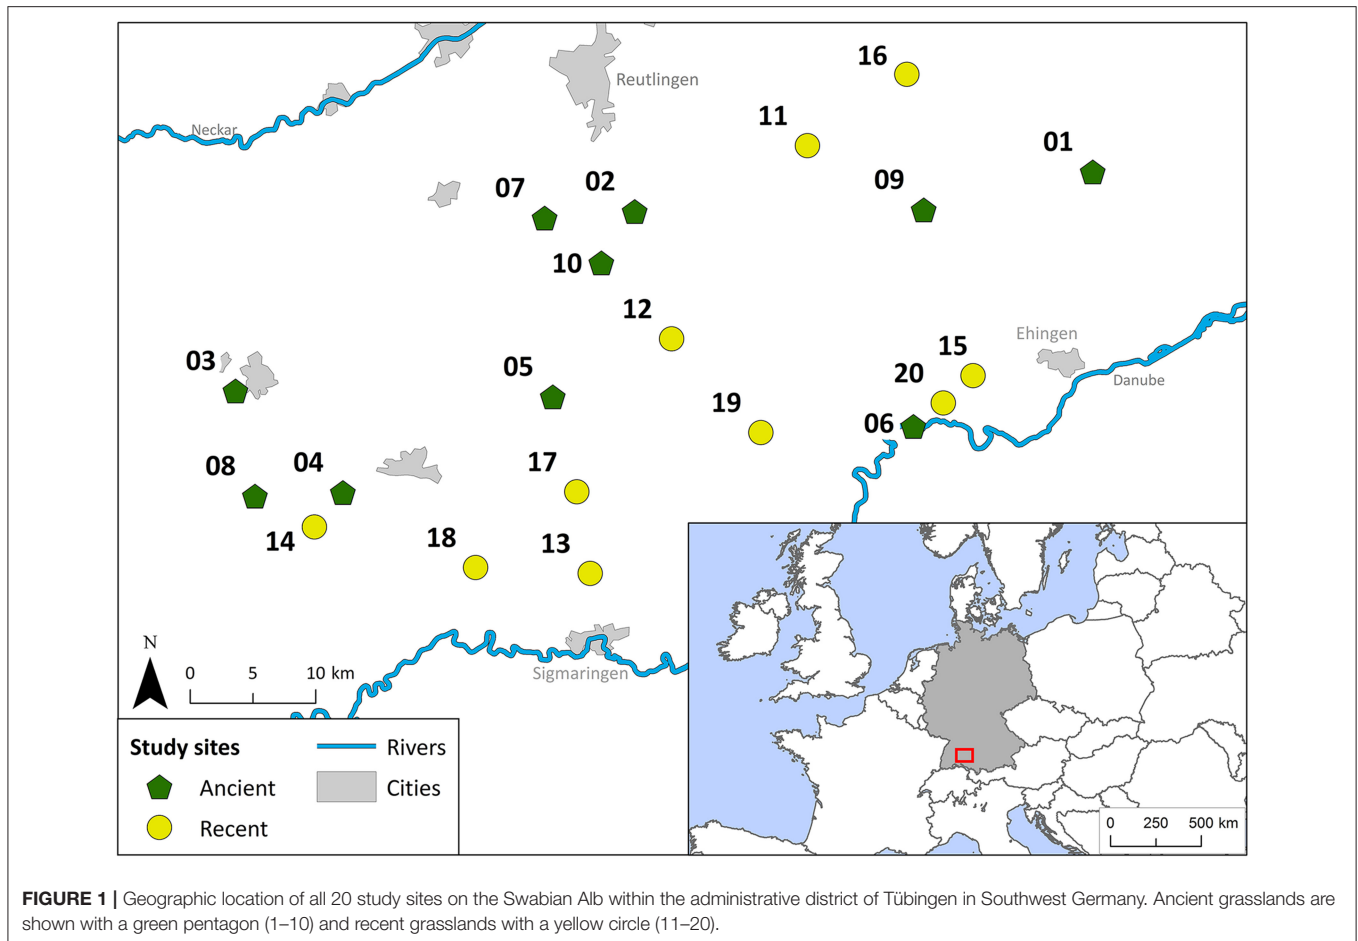 16
Reutlingen
11
Neckar
01
09
02
07
10
12
Ehingen
03
15
05
20
Danube
19
06
17
08
04
14
18
13
N
0 5 10 km
Sigmaringen
Study sites
Rivers
Ancient
Cities
Recent
0 250 500 km
FIGURE 1 | Geographic location of all 20 study sites on the Swabian Alb within the administrative district of Tübingen in Southwest Germany. Ancient grasslands are
shown with a green pentagon (1–10) and recent grasslands with a yellow circle (11–20).